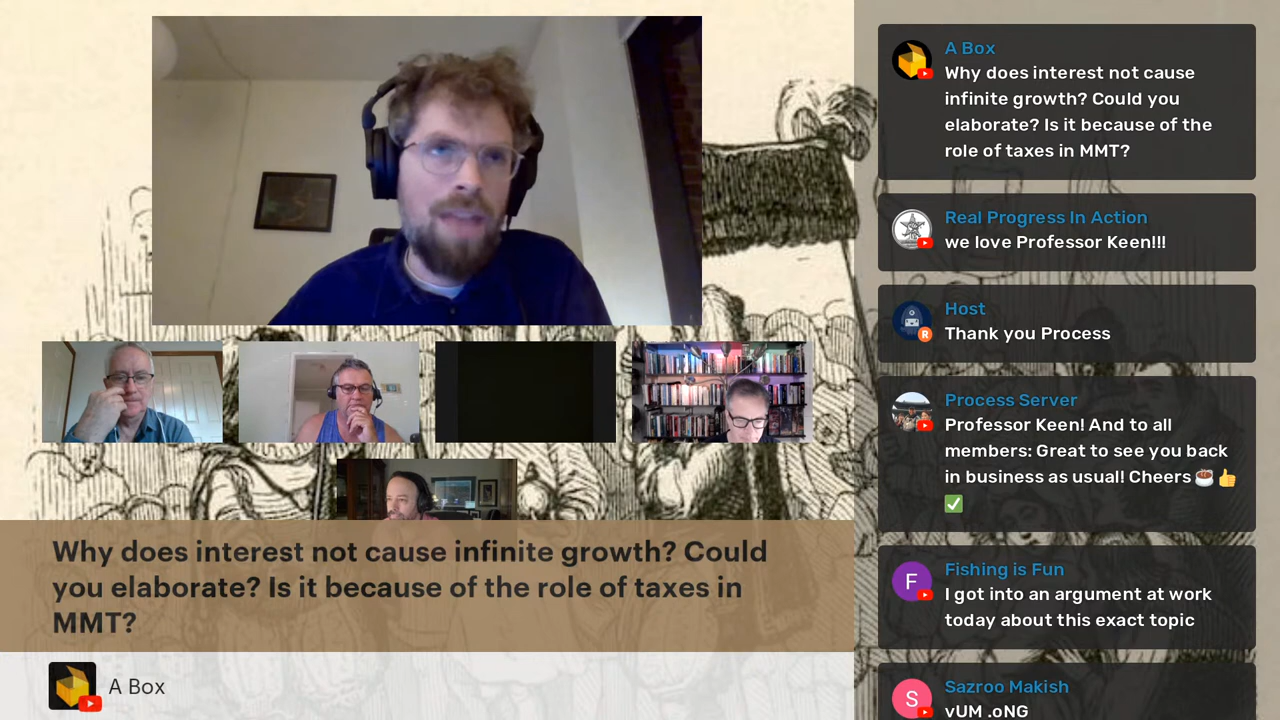 Why does interest not cause infinite growth? Could
you elaborate? Is it because of the role of taxes in
MMT?
A Box
A Box
Why does interest not cause
infinite growth? Could you
elaborate? Is it because of the
role of taxes in MMT?
Real Progress In Action
we love Professor Keen!!!
Host
R
Thank you Process
Process Server
Professor Keen! And to all
members: Great to see you back
in business as usual! Cheers☕👍
✅
F
Fishing is Fun
I got into an argument at work
today about this exact topic
S
Sazroo Makish
vUM .oNG